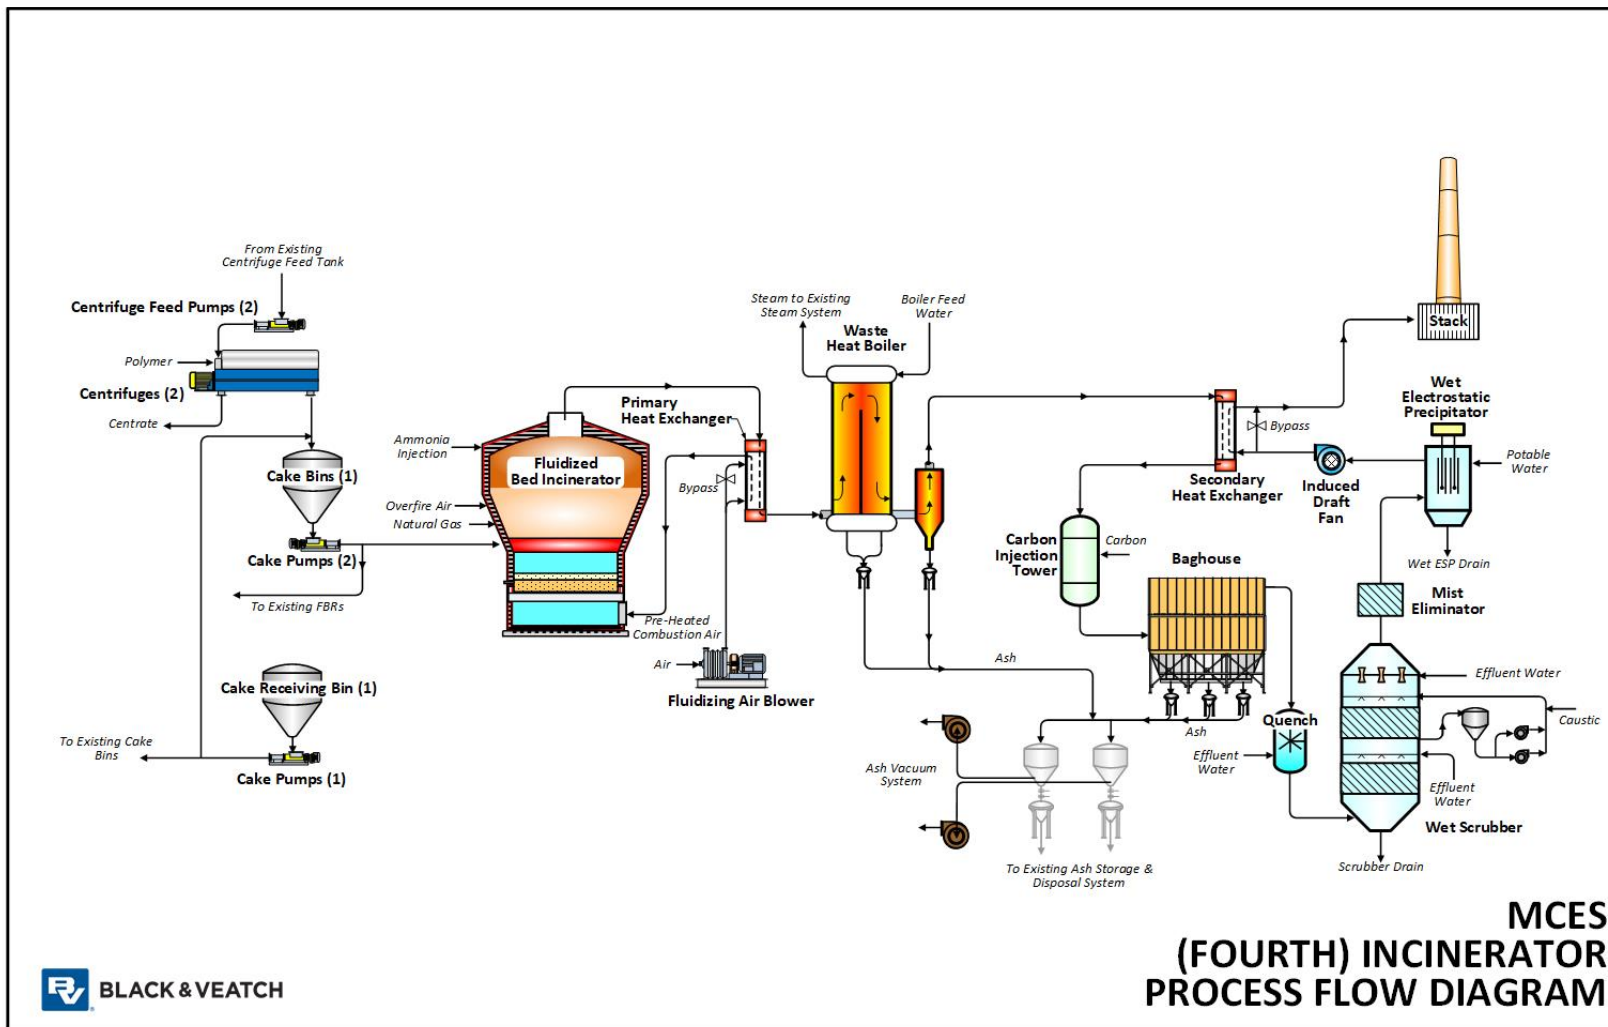 From Existing
Centrifuge Feed Tank
Centrifuge Feed Pumps (2)
Polymer
Centrifuges (2)
Centrate
Cake Bins (1)
Cake Pumps (2)
To Existing FBRs
Cake Receiving Bin (1)
To Existing Cake
Bins
Cake Pumps (1)
Ammonia
Injection
Overfire Air
Natural Gas
Fluidized
Bed Incinerator
Primary
Heat Exchanger
Bypass
Pre-Heated
Combustion Air
Air
Fluidizing Air Blower
Steam to Existing
Steam System
Boiler Feed
Water
Waste
Heat Boiler
Ash
Ash Vacuum
System
To Existing Ash Storage &
Disposal System
Carbon
Injection
Tower
Carbon
Baghouse
Ash
Secondary
Heat Exchanger
Bypass
Induced
Draft
Fan
Stack
Wet
Electrostatic
Precipitator
Potable
Water
Wet ESP Drain
Mist
Eliminator
Quench
Effluent
Water
Effluent Water
Caustic
Effluent
Water
Wet Scrubber
Scrubber Drain
BV BLACK & VEATCH
MCES
(FOURTH) INCINERATOR
PROCESS FLOW DIAGRAM